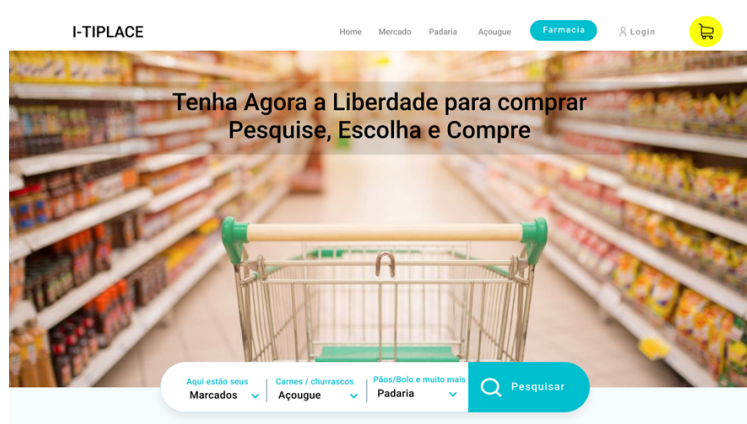 I-TIPLACE
Home Mercado Padaria Açougue Farmacia Login
Tenha Agora a Liberdade para comprar
Pesquise, Escolha e Compre
Aqui estão seus Carnes / churrascos Pãos/Bolo e muito mais
Marcados Açougue Padaria
Pesquisar